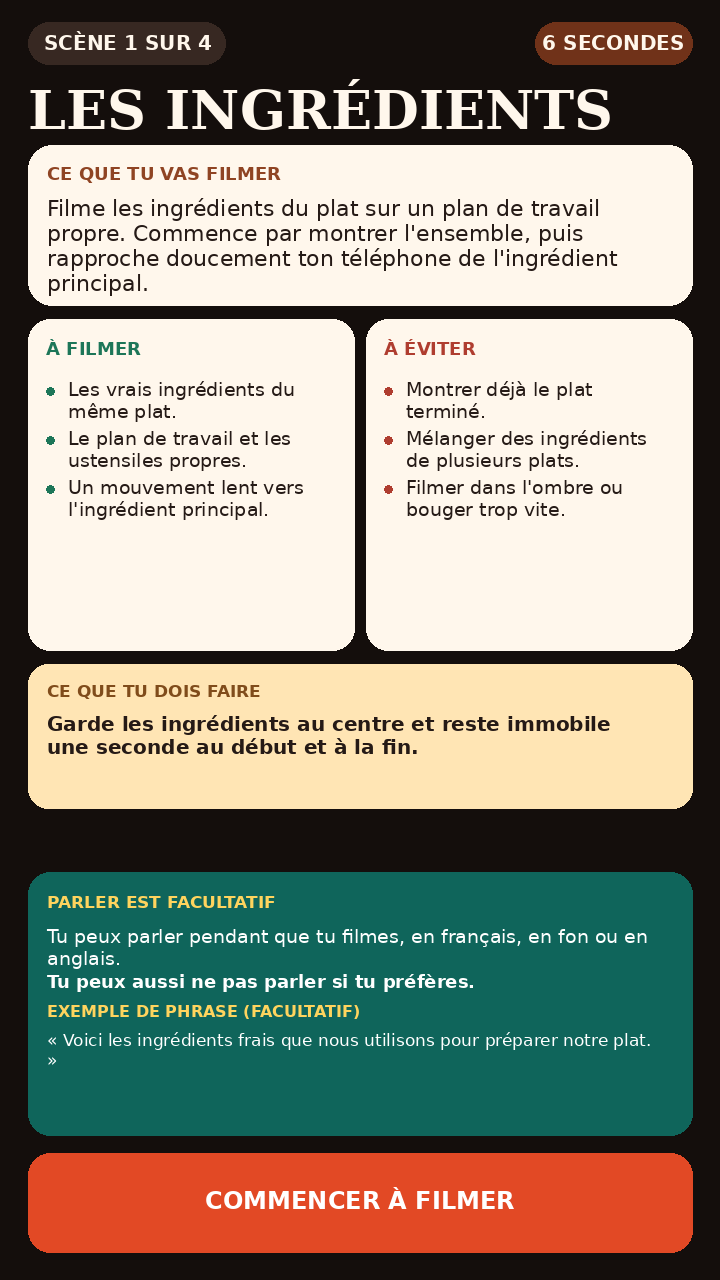 SCÈNE 1 SUR 4
6 SECONDES
LES INGRÉDIENTS
CE QUE TU VAS FILMER
Filme les ingrédients du plat sur un plan de travail
propre. Commence par montrer l'ensemble, puis
rapproche doucement ton téléphone de l'ingrédient
principal.
À FILMER
Les vrais ingrédients du
même plat.
Le plan de travail et les
ustensiles propres.
Un mouvement lent vers
l'ingrédient principal.
À ÉVITER
Montrer déjà le plat
terminé.
Mélanger des ingrédients
de plusieurs plats.
Filmer dans l'ombre ou
bouger trop vite.
CE QUE TU DOIS FAIRE
Garde les ingrédients au centre et reste immobile
une seconde au début et à la fin.
PARLER EST FACULTATIF
Tu peux parler pendant que tu filmes, en français, en fon ou en
anglais.
Tu peux aussi ne pas parler si tu préfères.
EXEMPLE DE PHRASE (FACULTATIF)
« Voici les ingrédients frais que nous utilisons pour préparer notre plat.
»
COMMENCER À FILMER